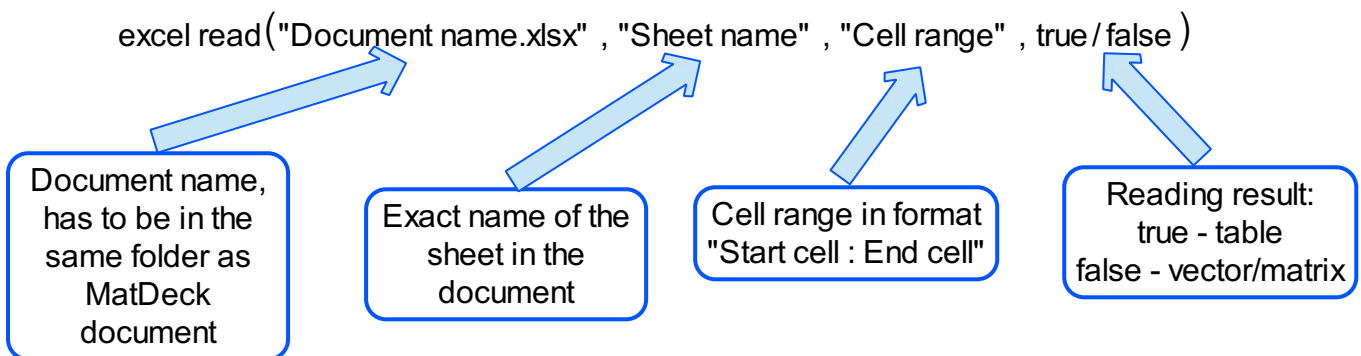 excel read("Document name.xlsx" , "Sheet name" , "Cell range" , true/false)
Document name,
has to be in the
same folder as
MatDeck
document
Exact name of the
sheet in the
document
Cell range in format
"Start cell : End cell"
Reading result:
true - table
false - vector/matrix